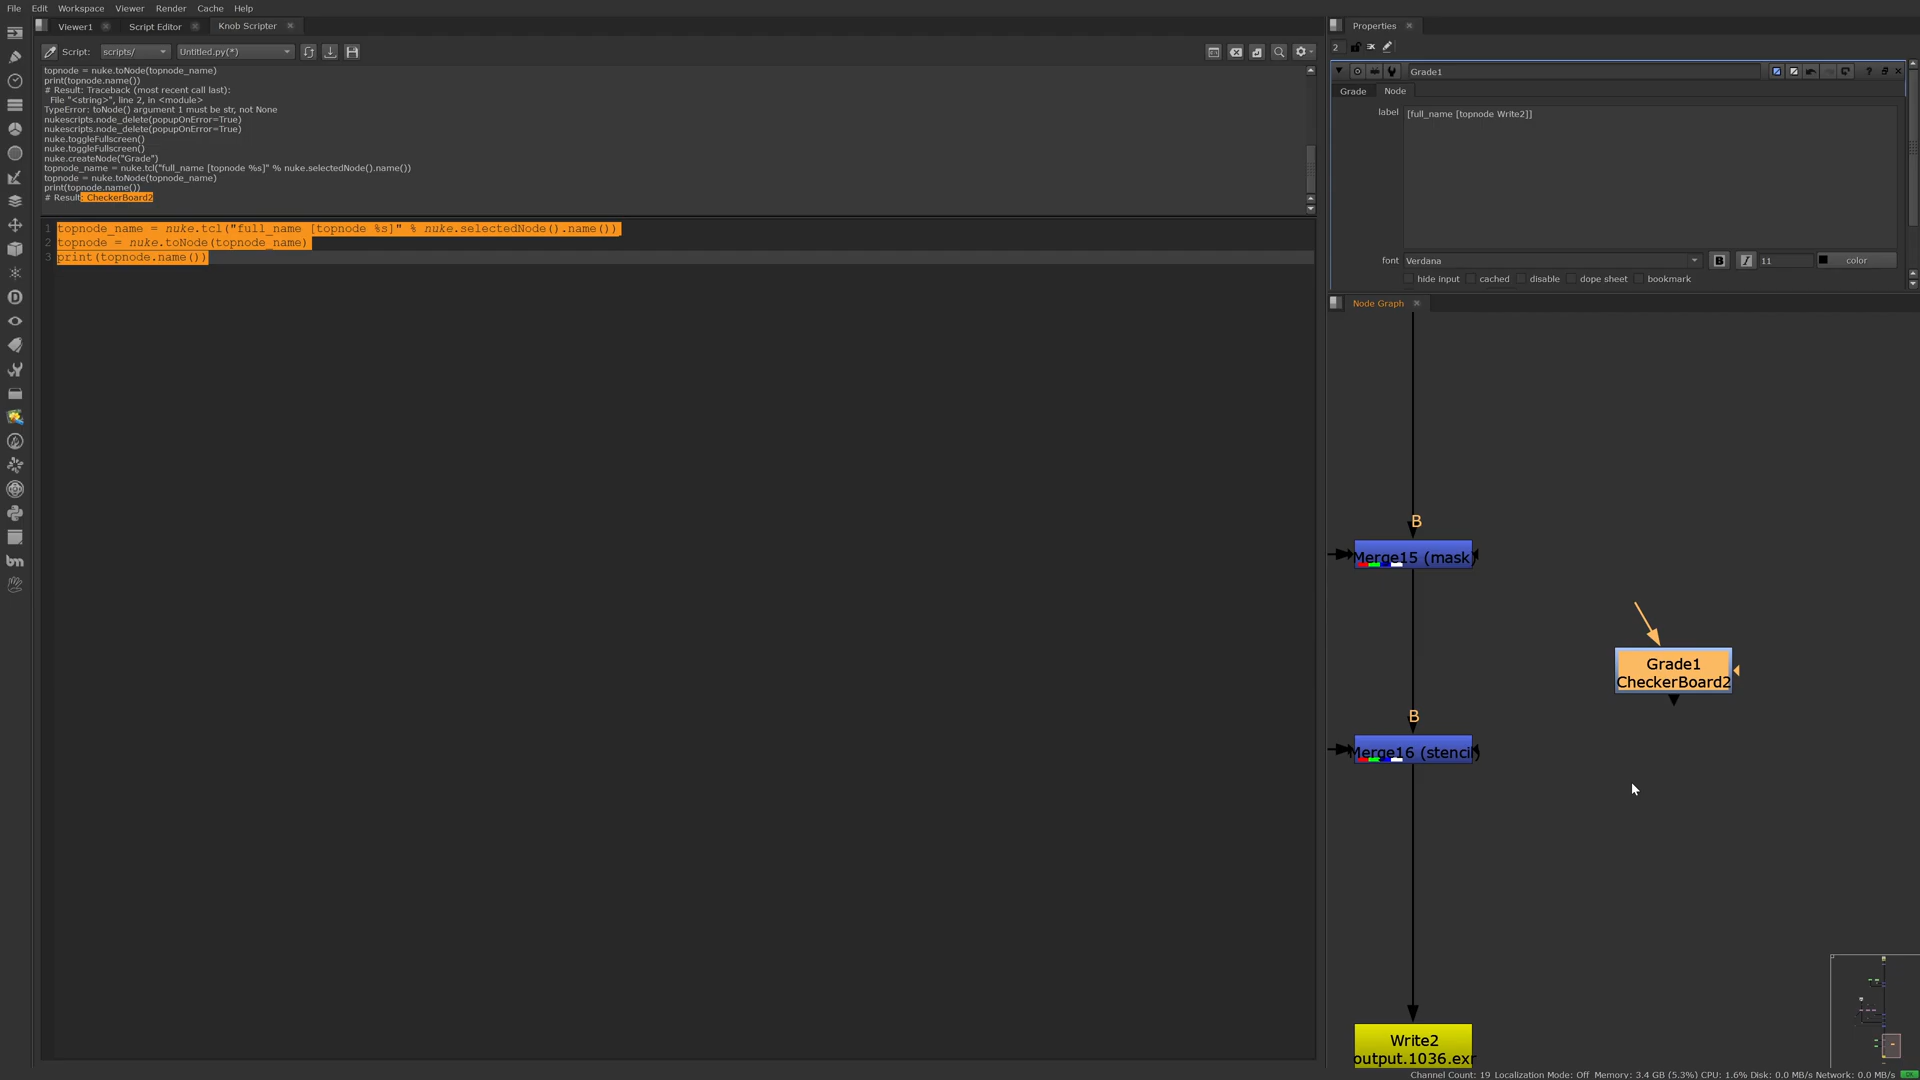 File Edit Workspace Viewer Render Cache Help
Viewer1 Script Editor Knob Scripter
Script: scripts/ Untitled.py(*)
topnode = nuke.toNode(topnode_name)
print(topnode.name())
# Result: Traceback (most recent call last):
File "<string>", line 2, in <module>
TypeError: toNode() argument 1 must be str, not None
nukescripts.node_delete(popupOnError=True)
nukescripts.node_delete(popupOnError=True)
nuke.toggleFullscreen()
nuke.toggleFullscreen()
nuke.createNode("Grade")
topnode_name = nuke.tcl("full_name [topnode %s]" % nuke.selectedNode().name())
topnode = nuke.toNode(topnode_name)
print(topnode.name())
# Result: CheckerBoard2
1 topnode_name = nuke.tcl("full_name [topnode %s]" % nuke.selectedNode().name())
2 topnode = nuke.toNode(topnode_name)
3 print(topnode.name())
Properties
2
Grade1
Grade Node
label [full_name [topnode Write2]]
font Verdana B I 11 color
hide input cached disable dope sheet bookmark
Node Graph
B
Merge15 (mask)
Grade1
CheckerBoard2
B
Merge16 (stencil)
Write2
output.1036.exr
Channel Count: 19 Localization Mode: Off Memory: 3.4 GB (5.3%) CPU: 1.6% Disk: 0.0 MB/s Network: 0.0 MB/s